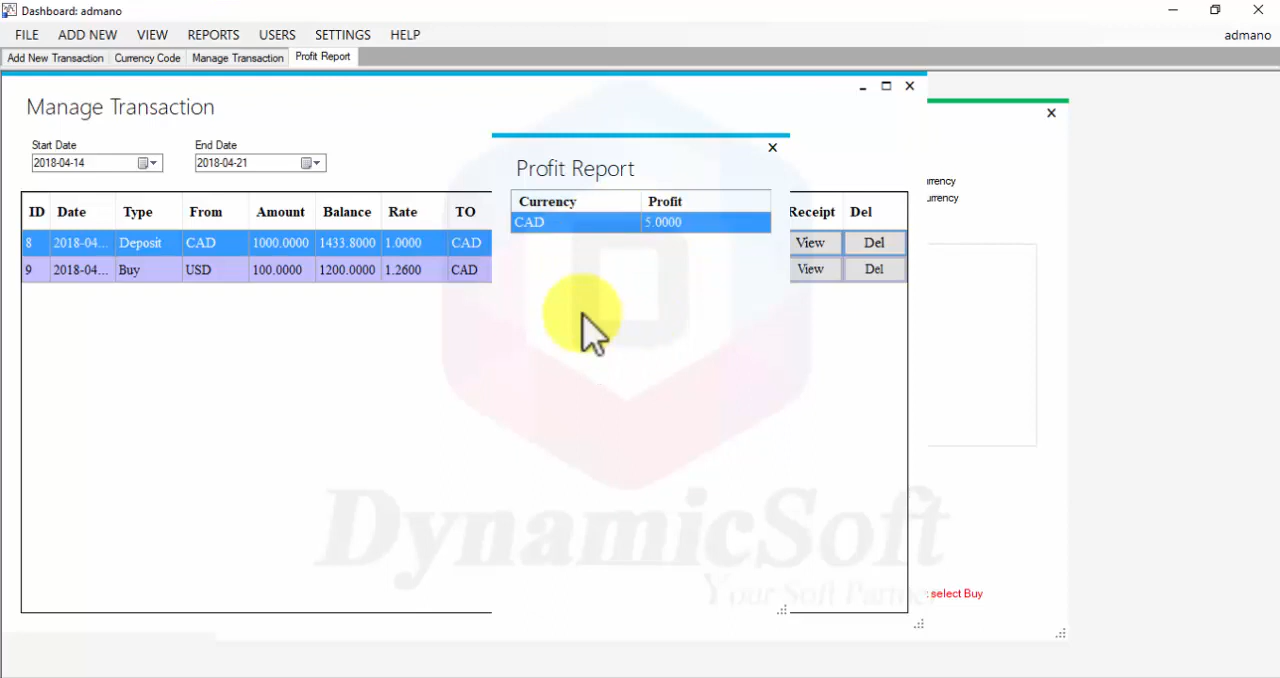 Dashboard: admano
FILE ADD NEW VIEW REPORTS USERS SETTINGS HELP admano
Add New Transaction Currency Code Manage Transaction Profit Report
Manage Transaction
Start Date End Date
2018-04-14 2018-04-21
ID Date Type From Amount Balance Rate TO Receipt Del
8 2018-04... Deposit CAD 1000.0000 1433.8000 1.0000 CAD View Del
9 2018-04... Buy USD 100.0000 1200.0000 1.2600 CAD View Del
Profit Report
Currency Profit
CAD 5.0000
DynamicSoft
Your Soft Partner
select Buy